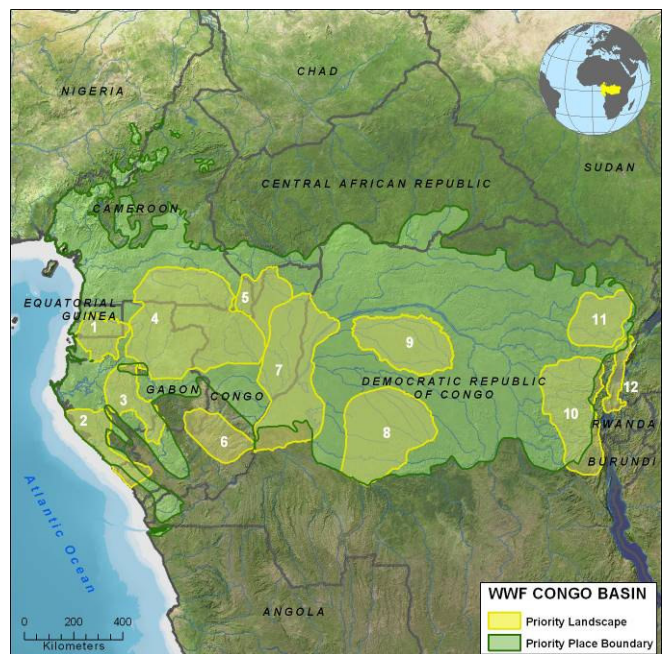 CHAD
NIGERIA
SUDAN
CENTRAL AFRICAN REPUBLIC
CAMEROON
EQUATORIAL
GUINEA
1
4
5
11
9
7
12
DEMOCRATIC REPUBLIC
OF CONGO
GABON
CONGO
3
2
10
RWANDA
8
6
BURUNDI
Atlantic Ocean
ANGOLA
WWF CONGO BASIN
Priority Landscape
Priority Place Boundary
0 200 400
Kilometers